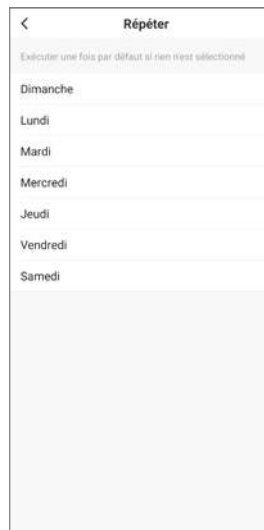 Répéter
Exécuter une fois par défaut si rien n'est sélectionné
Dimanche
Lundi
Mardi
Mercredi
Jeudi
Vendredi
Samedi